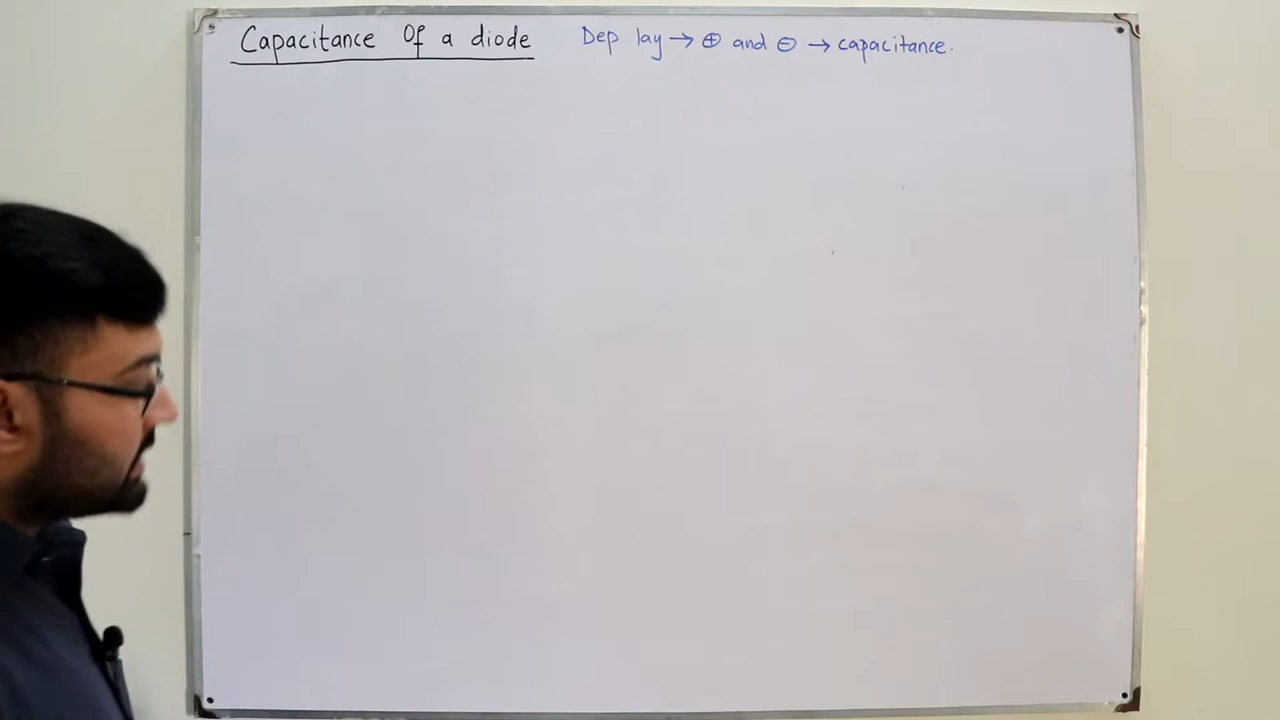 Capacitance Of a diode Dep lay → ⊕ and ⊖ → capacitance.